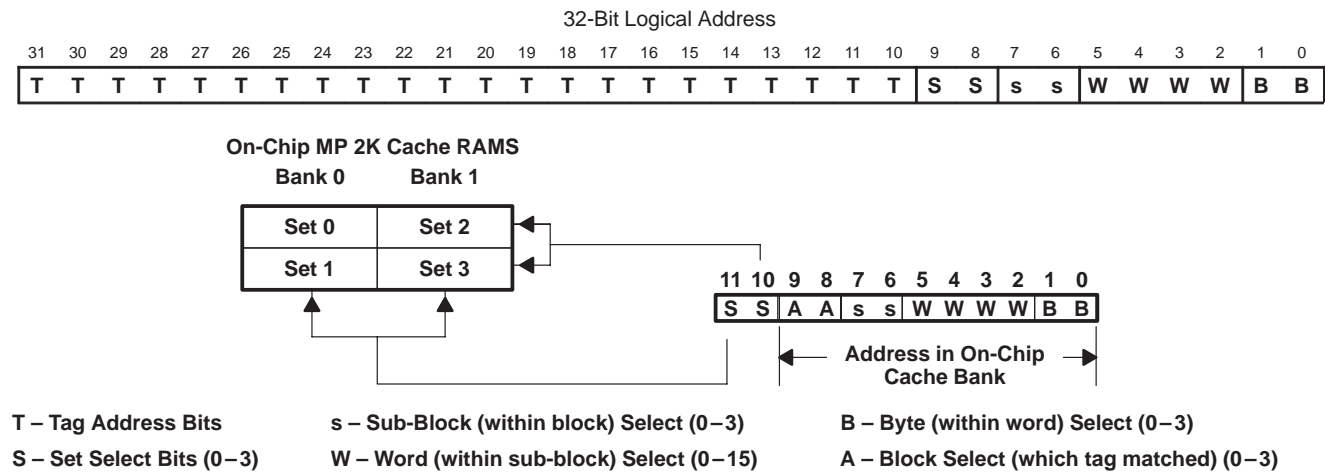 32-Bit Logical Address
31 30 29 28 27 26 25 24 23 22 21 20 19 18 17 16 15 14 13 12 11 10 9 8 7 6 5 4 3 2 1 0
T T T T T T T T T T T T T T T T T T T T T T S S s s W W W W B B
On-Chip MP 2K Cache RAMS
Bank 0 Bank 1
Set 0 Set 2
Set 1 Set 3
11 10 9 8 7 6 5 4 3 2 1 0
S S A A s s W W W W B B
Address in On-Chip
Cache Bank
T – Tag Address Bits s – Sub-Block (within block) Select (0–3) B – Byte (within word) Select (0–3)
S – Set Select Bits (0–3) W – Word (within sub-block) Select (0–15) A – Block Select (which tag matched) (0–3)